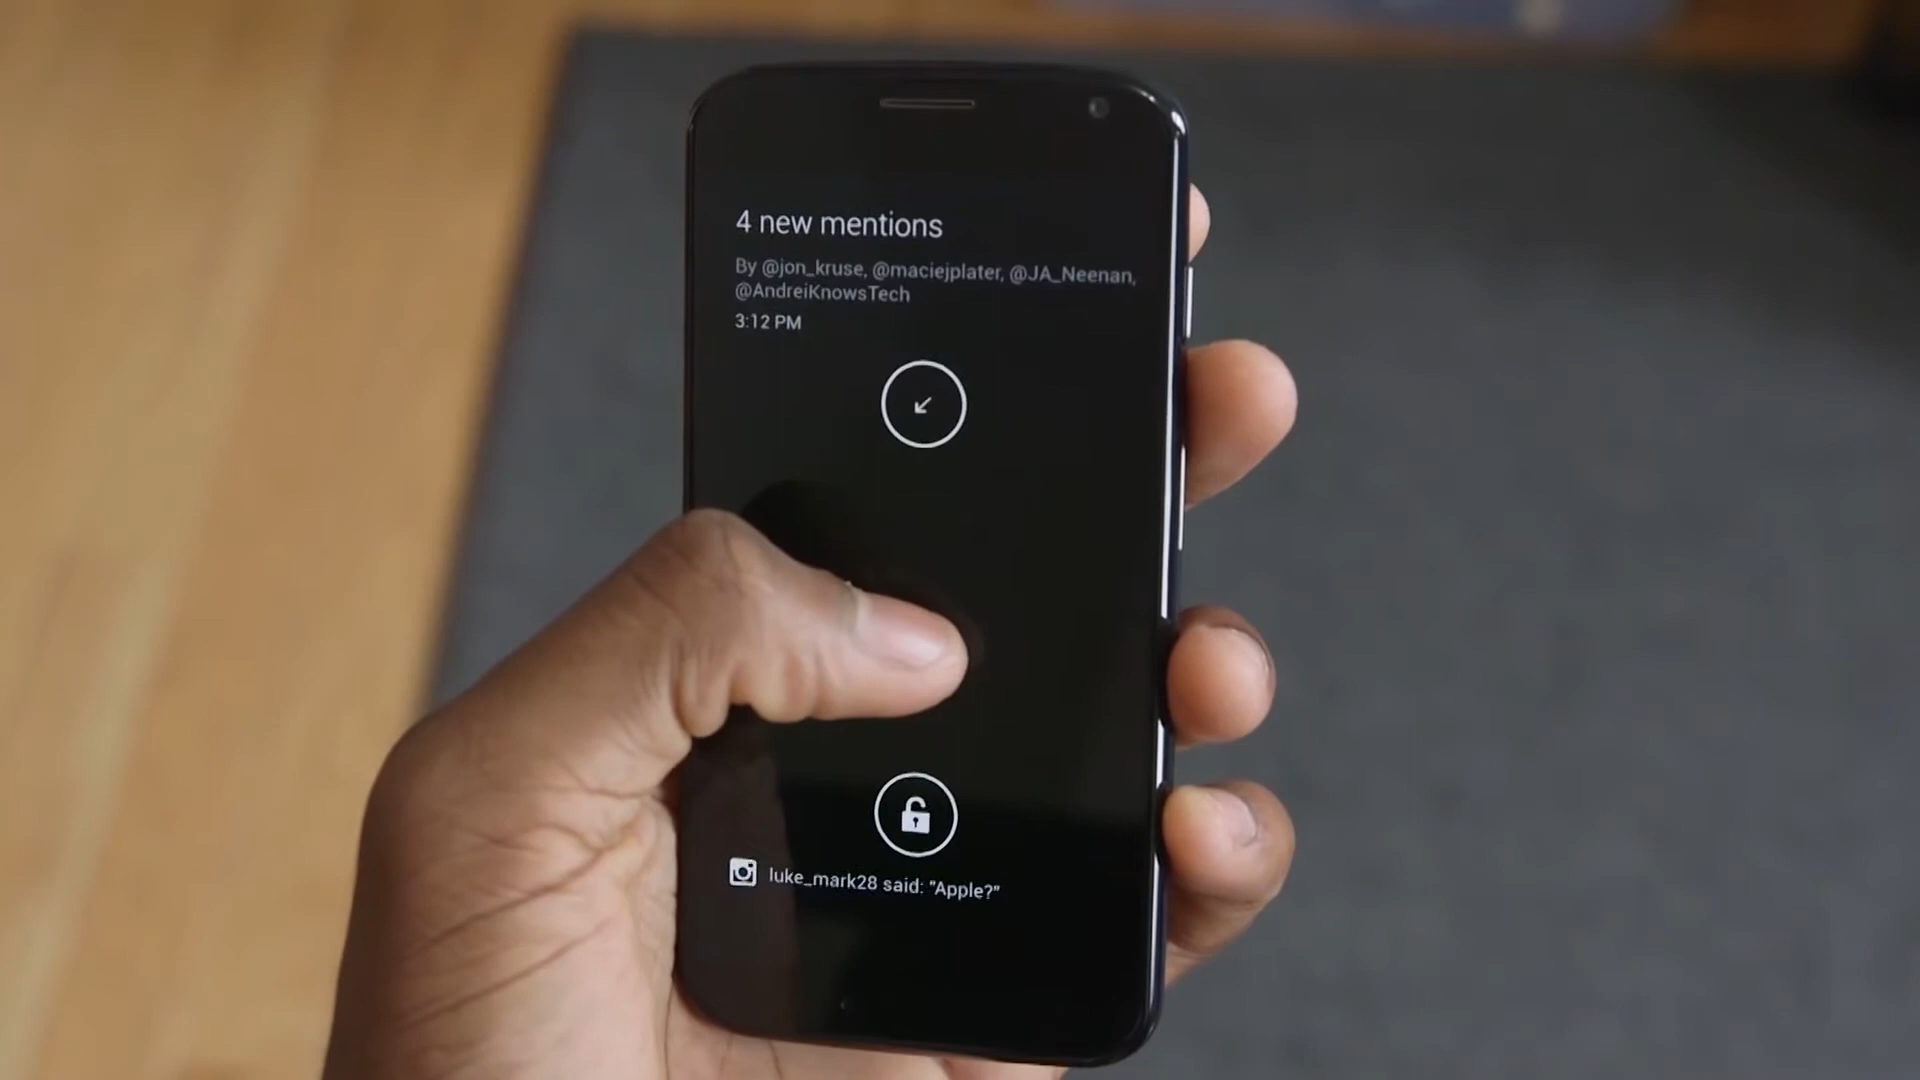 4 new mentions
By @jon_kruse, @maciejplater, @JA_Neenan,
@AndreiKnowsTech
3:12 PM
luke_mark28 said: "Apple?"